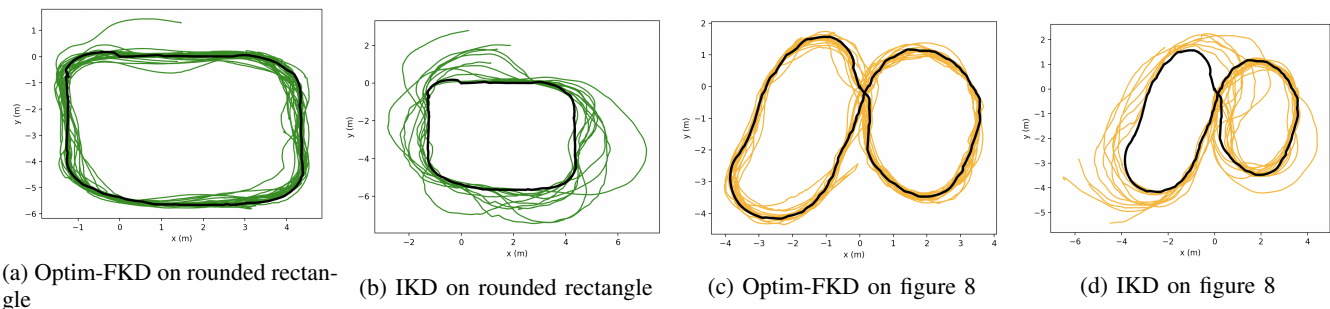 1
0
−1
−2
−3
−4
−5
−6
y (m)
−1 0 1 2 3 4
x (m)
(a) Optim-FKD on rounded rectan-
gle
2
0
−2
−4
−6
y (m)
−2 0 2 4 6
x (m)
(b) IKD on rounded rectangle
2
1
0
−1
−2
−3
−4
y (m)
−4 −3 −2 −1 0 1 2 3 4
x (m)
(c) Optim-FKD on figure 8
2
1
0
−1
−2
−3
−4
−5
y (m)
−6 −4 −2 0 2 4
x (m)
(d) IKD on figure 8